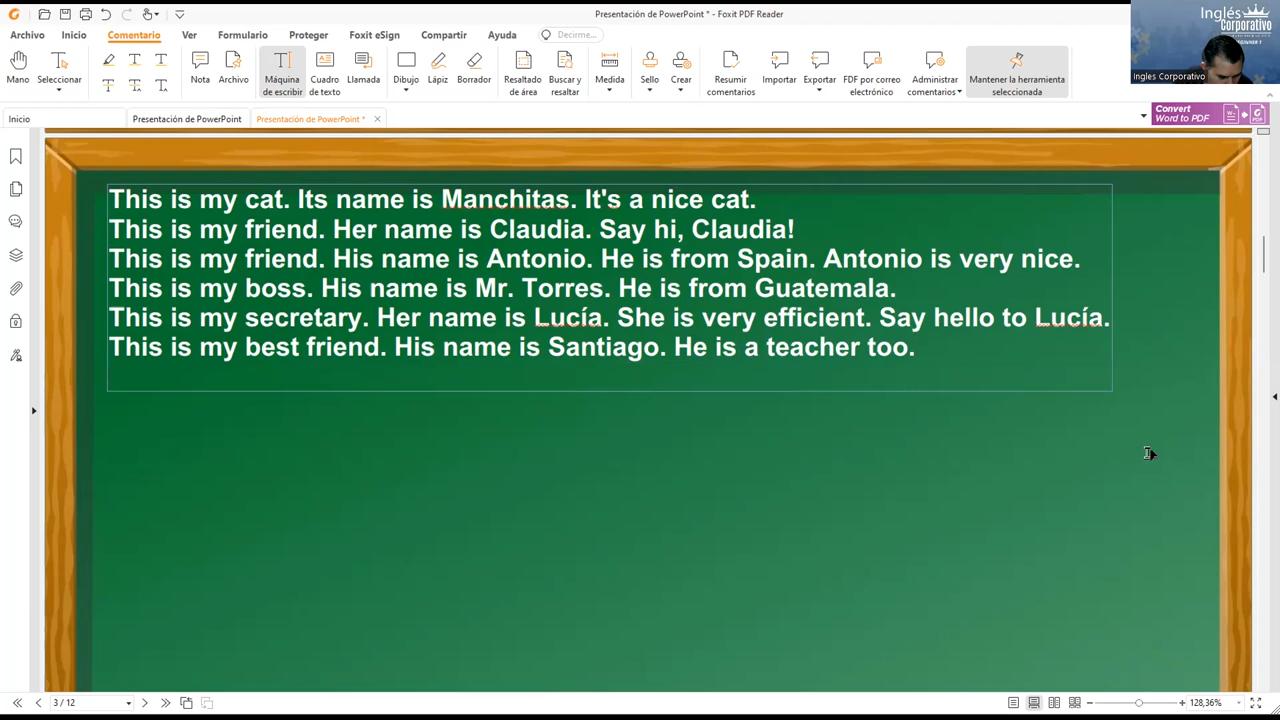 Presentación de PowerPoint * - Foxit PDF Reader
Archivo Inicio Comentario Ver Formulario Proteger Foxit eSign Compartir Ayuda Decirme...
Mano Seleccionar Nota Archivo Máquina de escribir Cuadro de texto Llamada Dibujo Lápiz Borrador Resaltado de área Buscar y resaltar Medida Sello Crear Resumir comentarios Importar Exportar PDF por correo electrónico Administrar comentarios Mantener la herramienta seleccionada
Inglés
Corporativo
BEGINNER 1
Ingles Corporativo
Inicio Presentación de PowerPoint Presentación de PowerPoint *
Convert
Word to PDF
This is my cat. Its name is Manchitas. It's a nice cat.
This is my friend. Her name is Claudia. Say hi, Claudia!
This is my friend. His name is Antonio. He is from Spain. Antonio is very nice.
This is my boss. His name is Mr. Torres. He is from Guatemala.
This is my secretary. Her name is Lucía. She is very efficient. Say hello to Lucía.
This is my best friend. His name is Santiago. He is a teacher too.
3 / 12
128,36%